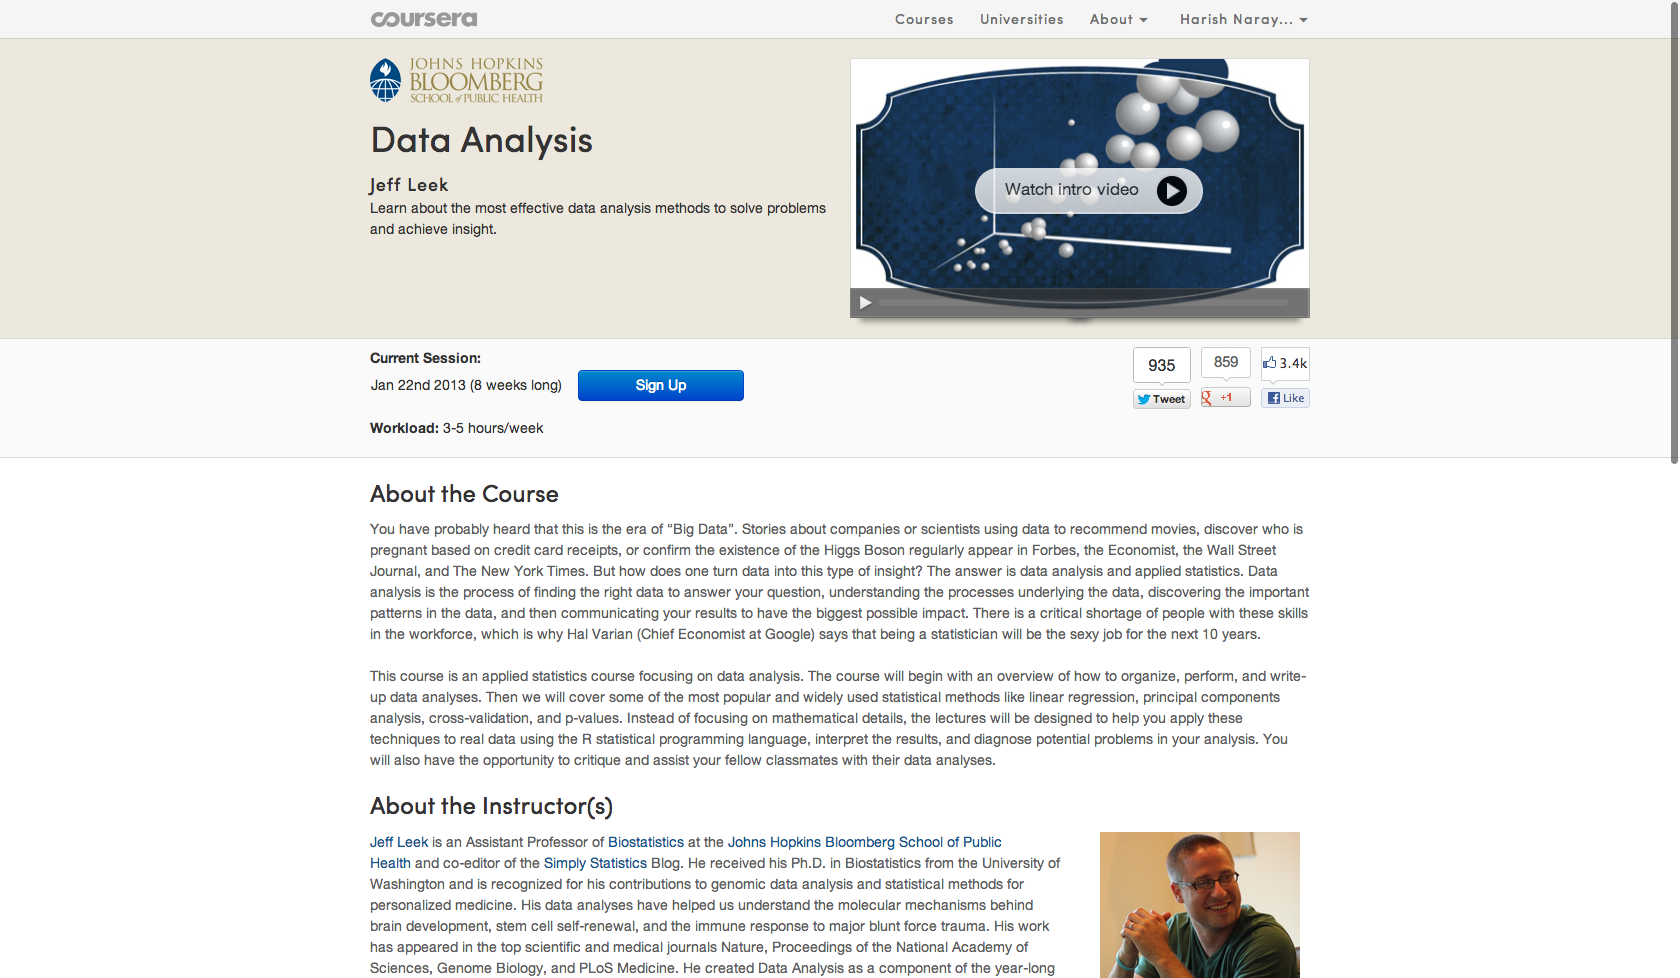 coursera
Courses
Universities
About
Harish Naray...
JOHNS HOPKINS
BLOOMBERG
SCHOOL of PUBLIC HEALTH
Data Analysis
Jeff Leek
Learn about the most effective data analysis methods to solve problems
and achieve insight.
Watch intro video
Current Session:
Jan 22nd 2013 (8 weeks long)
Sign Up
Workload: 3-5 hours/week
935
859
3.4k
Tweet
g +1
Like
About the Course
You have probably heard that this is the era of “Big Data”. Stories about companies or scientists using data to recommend movies, discover who is
pregnant based on credit card receipts, or confirm the existence of the Higgs Boson regularly appear in Forbes, the Economist, the Wall Street
Journal, and The New York Times. But how does one turn data into this type of insight? The answer is data analysis and applied statistics. Data
analysis is the process of finding the right data to answer your question, understanding the processes underlying the data, discovering the important
patterns in the data, and then communicating your results to have the biggest possible impact. There is a critical shortage of people with these skills
in the workforce, which is why Hal Varian (Chief Economist at Google) says that being a statistician will be the sexy job for the next 10 years.
This course is an applied statistics course focusing on data analysis. The course will begin with an overview of how to organize, perform, and write-
up data analyses. Then we will cover some of the most popular and widely used statistical methods like linear regression, principal components
analysis, cross-validation, and p-values. Instead of focusing on mathematical details, the lectures will be designed to help you apply these
techniques to real data using the R statistical programming language, interpret the results, and diagnose potential problems in your analysis. You
will also have the opportunity to critique and assist your fellow classmates with their data analyses.
About the Instructor(s)
Jeff Leek is an Assistant Professor of Biostatistics at the Johns Hopkins Bloomberg School of Public
Health and co-editor of the Simply Statistics Blog. He received his Ph.D. in Biostatistics from the University of
Washington and is recognized for his contributions to genomic data analysis and statistical methods for
personalized medicine. His data analyses have helped us understand the molecular mechanisms behind
brain development, stem cell self-renewal, and the immune response to major blunt force trauma. His work
has appeared in the top scientific and medical journals Nature, Proceedings of the National Academy of
Sciences, Genome Biology, and PLoS Medicine. He created Data Analysis as a component of the year-long